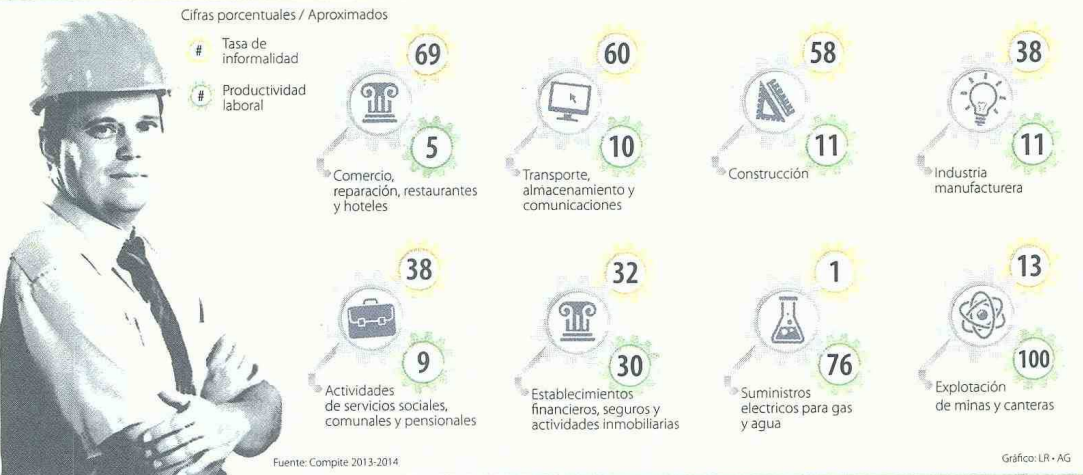 Cifras porcentuales / Aproximados
# Tasa de
informalidad
# Productividad
laboral
69
5
Comercio,
reparación, restaurantes
y hoteles
60
10
Transporte,
almacenamiento y
comunicaciones
58
11
Construcción
38
11
Industria
manufacturera
38
9
Actividades
de servicios sociales,
comunales y pensionales
32
30
Establecimientos
financieros, seguros y
actividades inmobiliarias
1
76
Suministros
electricos para gas
y agua
13
100
Explotación
de minas y canteras
Fuente: Compite 2013-2014
Gráfico: LR • AG